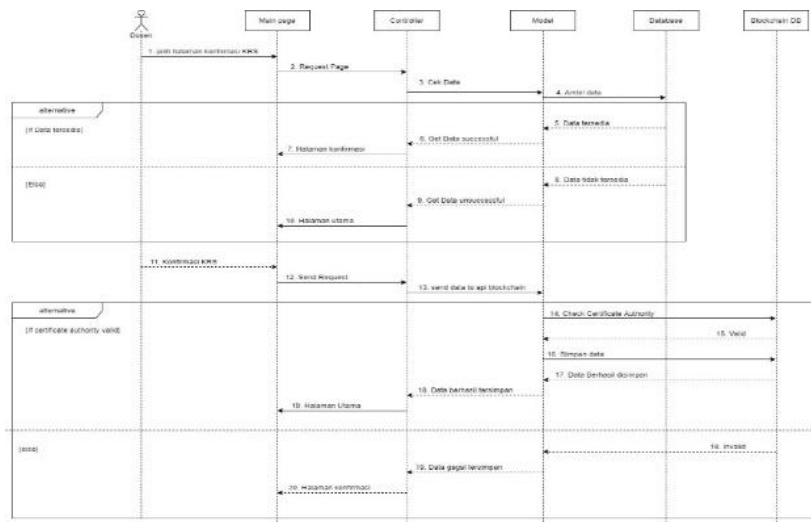 Main page
Controller
Model
Database
Blockchain DB
Dosen
1. pilih halaman konfirmasi KRS
2. Request Page
3. Cek Data
4. Ambil data
alternative
[If Data tersedia]
5. Data tersedia
6. Get Data successful
7. Halaman konfirmasi
[Else]
8. Data tidak tersedia
9. Get Data unsuccessful
10. Halaman utama
11. Konfirmasi KRS
12. Send Request
13. send data to api blockchain
alternative
[If certificate authority valid]
14. Check Certificate Authority
15. Valid
16. Simpan data
17. Data Berhasil disimpan
18. Data berhasil tersimpan
19. Halaman Utama
[else]
18. Invalid
19. Data gagal tersimpan
20. Halaman konfirmasi